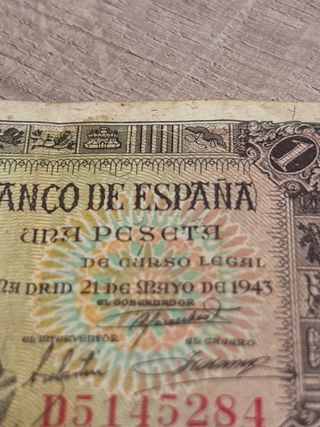 1
ANCO DE ESPAÑA
UNA PESETA
DE CURSO LEGAL
MADRID 21 DE MAYO DE 1943
EL GOBERNADOR
EL INTERVENTOR EL CAJERO
D5145284